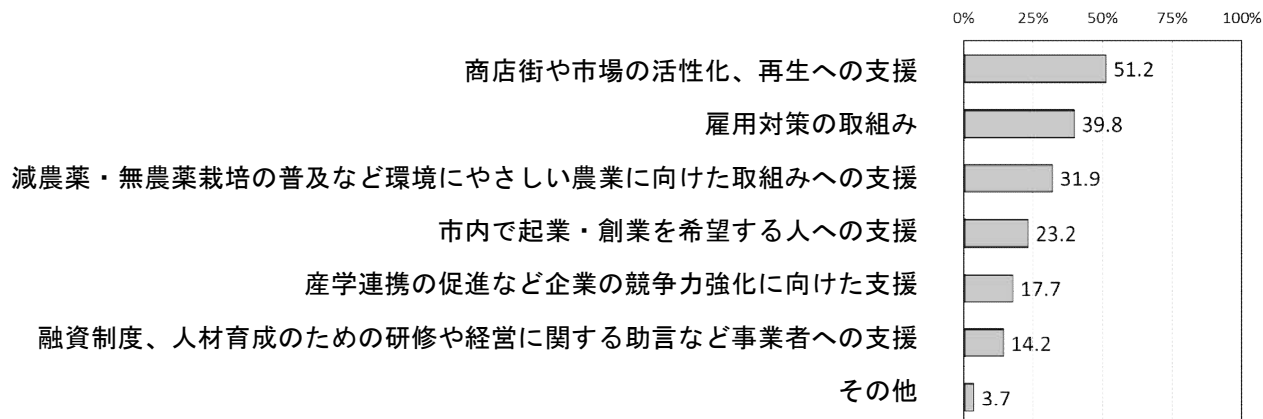 0% 25% 50% 75% 100%
商店街や市場の活性化、再生への支援 51.2
雇用対策の取組み 39.8
減農薬・無農薬栽培の普及など環境にやさしい農業に向けた取組みへの支援 31.9
市内で起業・創業を希望する人への支援 23.2
産学連携の促進など企業の競争力強化に向けた支援 17.7
融資制度、人材育成のための研修や経営に関する助言など事業者への支援 14.2
その他 3.7